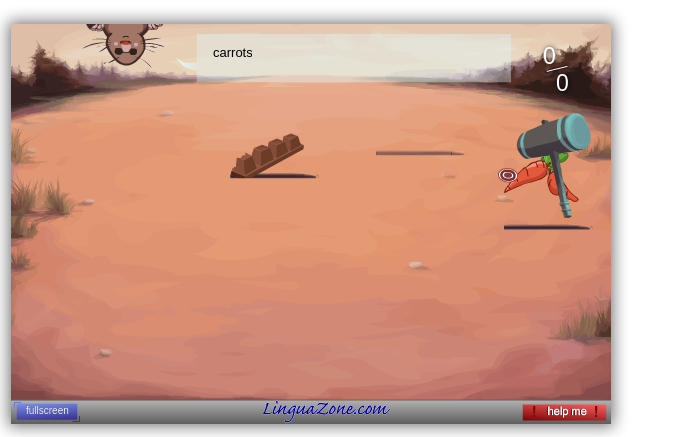 carrots
0
0
fullscreen
LinguaZone.com
! help me !